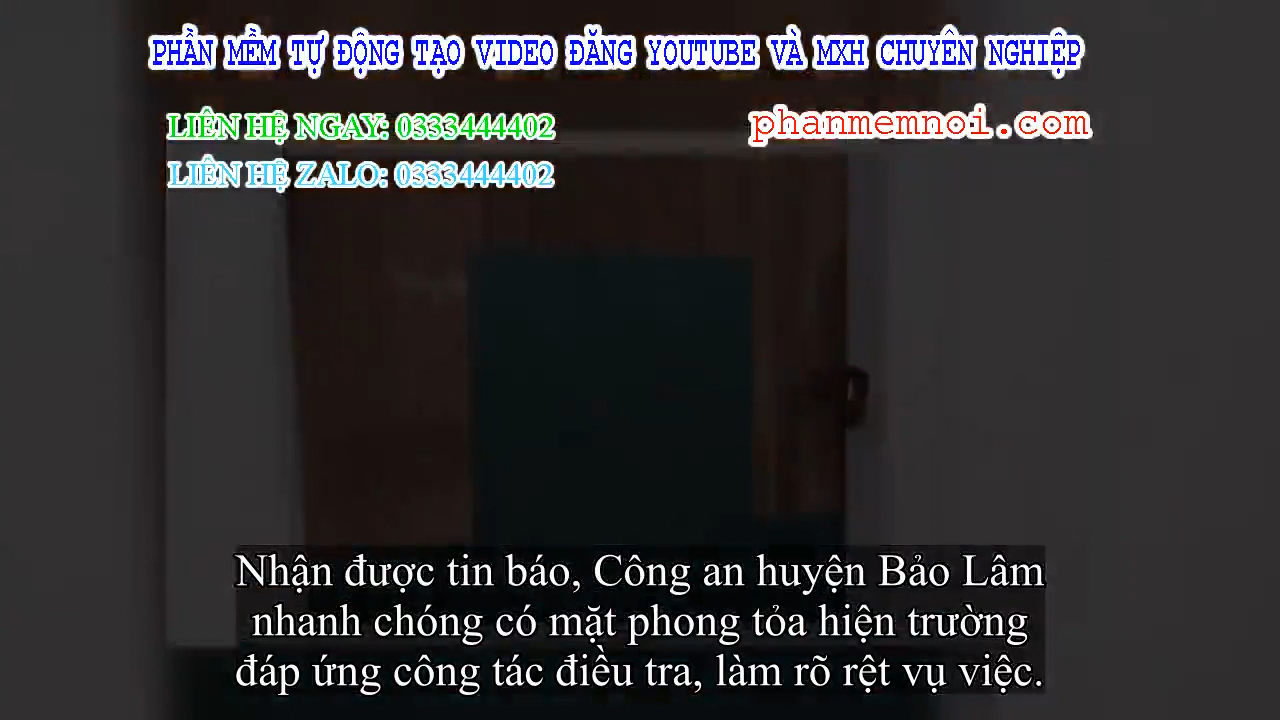 PHẦN MỀM TỰ ĐỘNG TẠO VIDEO ĐĂNG YOUTUBE VÀ MXH CHUYÊN NGHIỆP
LIÊN HỆ NGAY: 0333444402
phanmemnoi.com
LIÊN HỆ ZALO: 0333444402
Nhận được tin báo, Công an huyện Bảo Lâm
nhanh chóng có mặt phong tỏa hiện trường
đáp ứng công tác điều tra, làm rõ rệt vụ việc.